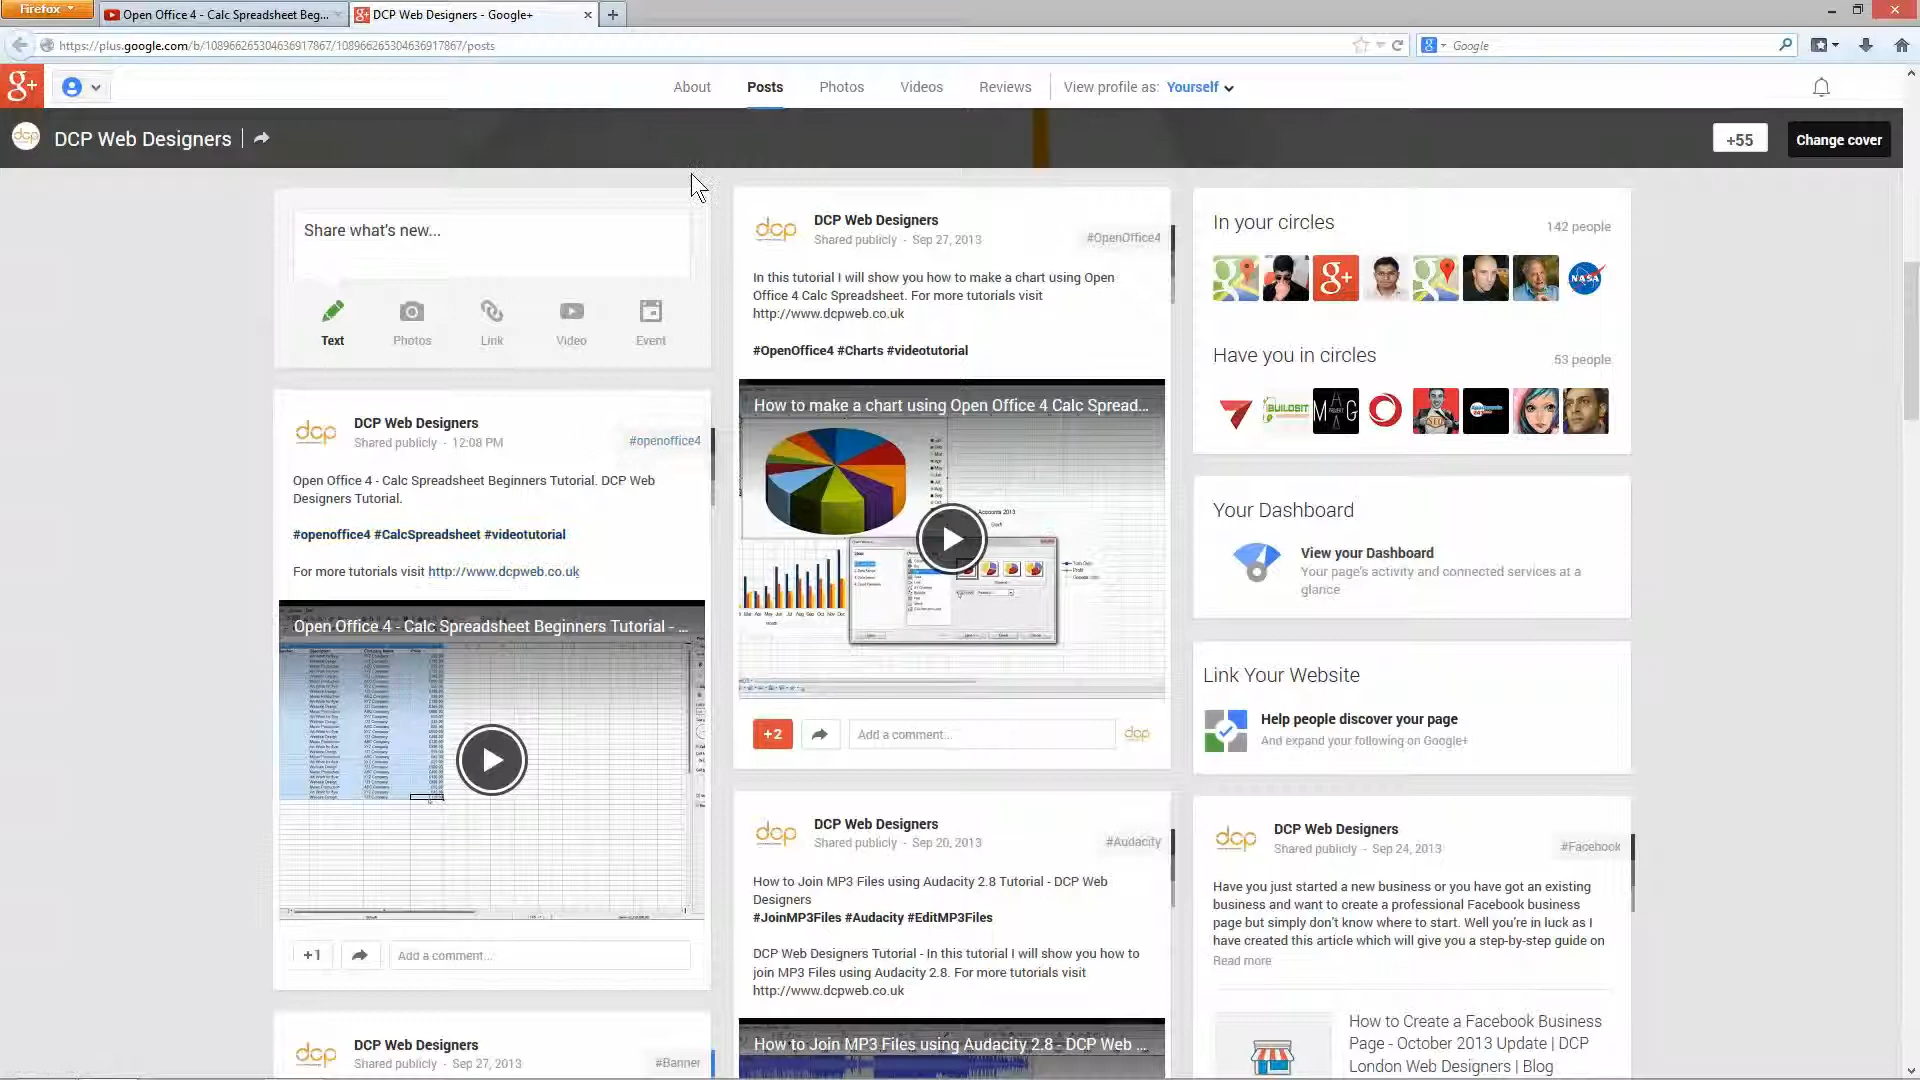 Firefox
Open Office 4 - Calc Spreadsheet Beg...
DCP Web Designers - Google+
https://plus.google.com/b/108966265304636917867/108966265304636917867/posts
Google
g+
About
Posts
Photos
Videos
Reviews
View profile as: Yourself
dcp
DCP Web Designers
+55
Change cover
Share what's new...
Text
Photos
Link
Video
Event
dcp
DCP Web Designers
Shared publicly - 12:08 PM
#openoffice4
Open Office 4 - Calc Spreadsheet Beginners Tutorial. DCP Web
Designers Tutorial.
#openoffice4 #CalcSpreadsheet #videotutorial
For more tutorials visit http://www.dcpweb.co.uk
Open Office 4 - Calc Spreadsheet Beginners Tutorial - ...
+1
Add a comment...
dcp
DCP Web Designers
Shared publicly - Sep 27, 2013
#Banner
dcp
DCP Web Designers
Shared publicly - Sep 27, 2013
#OpenOffice4
In this tutorial I will show you how to make a chart using Open
Office 4 Calc Spreadsheet. For more tutorials visit
http://www.dcpweb.co.uk
#OpenOffice4 #Charts #videotutorial
How to make a chart using Open Office 4 Calc Spread...
Accounts 2013
+2
Add a comment...
dcp
dcp
DCP Web Designers
Shared publicly - Sep 20, 2013
#Audacity
How to Join MP3 Files using Audacity 2.8 Tutorial - DCP Web
Designers
#JoinMP3Files #Audacity #EditMP3Files
DCP Web Designers Tutorial - In this tutorial I will show you how to
join MP3 Files using Audacity 2.8. For more tutorials visit
http://www.dcpweb.co.uk
How to Join MP3 Files using Audacity 2.8 - DCP Web ...
In your circles
142 people
g+
NASA
Have you in circles
53 people
BUILDSIT
MAG
Your Dashboard
View your Dashboard
Your page's activity and connected services at a
glance
Link Your Website
Help people discover your page
And expand your following on Google+
dcp
DCP Web Designers
Shared publicly - Sep 24, 2013
#Facebook
Have you just started a new business or you have got an existing
business and want to create a professional Facebook business
page but simply don't know where to start. Well you're in luck as I
have created this article which will give you a step-by-step guide on
Read more
How to Create a Facebook Business
Page - October 2013 Update | DCP
London Web Designers | Blog